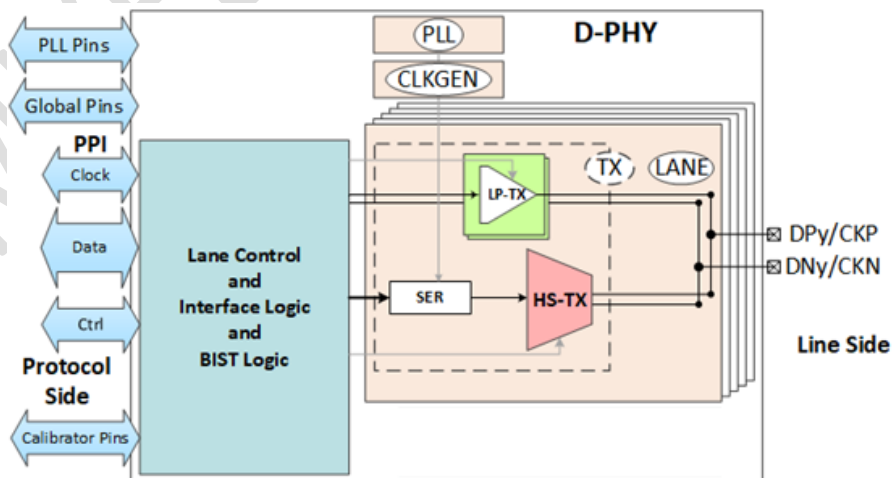 PLL
D-PHY
PLL Pins
CLKGEN
Global Pins
PPI
Clock
Data
Ctrl
Protocol
Side
Calibrator Pins
Lane Control
and
Interface Logic
and
BIST Logic
TX
LANE
LP-TX
SER
HS-TX
DPy/CKP
DNy/CKN
Line Side